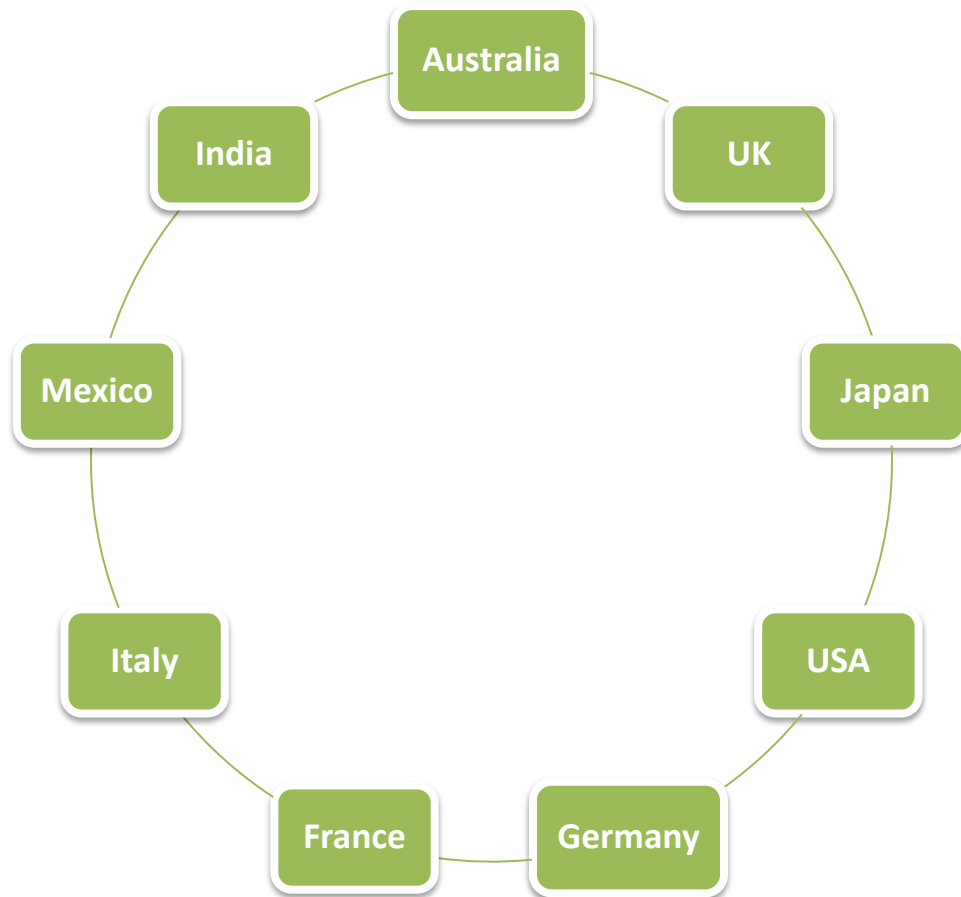 Australia
UK
Japan
USA
Germany
France
Italy
Mexico
India